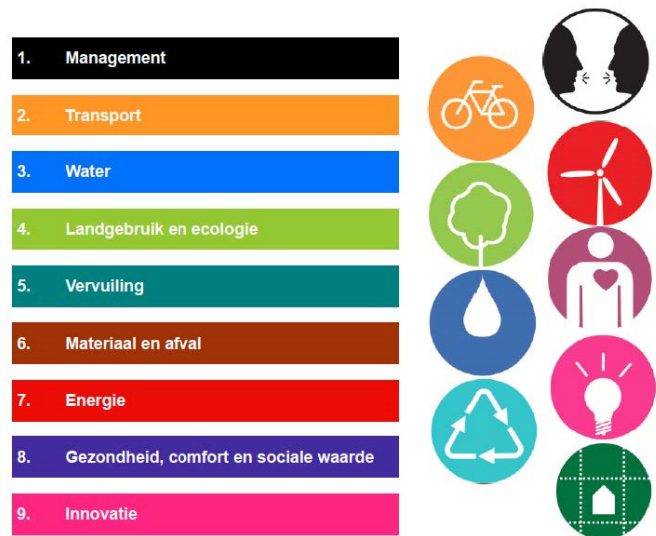 1. Management
2. Transport
3. Water
4. Landgebruik en ecologie
5. Vervuiling
6. Materiaal en afval
7. Energie
8. Gezondheid, comfort en sociale waarde
9. Innovatie